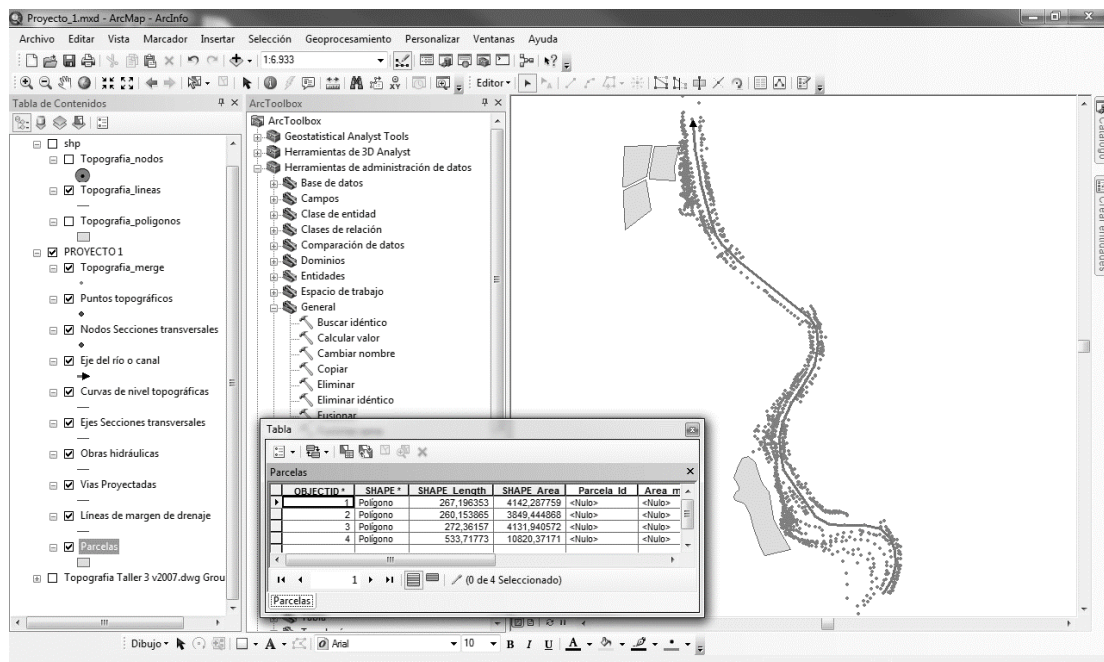 Proyecto_1.mxd - ArcMap - ArcInfo
Archivo Editar Vista Marcador Insertar Selección Geoprocesamiento Personalizar Ventanas Ayuda
1:6.933
Editor
Tabla de Contenidos
shp
Topografia_nodos
Topografia_lineas
Topografia_poligonos
PROYECTO 1
Topografia_merge
Puntos topográficos
Nodos Secciones transversales
Eje del río o canal
Curvas de nivel topográficas
Ejes Secciones transversales
Obras hidráulicas
Vias Proyectadas
Líneas de margen de drenaje
Parcelas
Topografia Taller 3 v2007.dwg Grou
ArcToolbox
ArcToolbox
Geostatistical Analyst Tools
Herramientas de 3D Analyst
Herramientas de administración de datos
Base de datos
Campos
Clase de entidad
Clases de relación
Comparación de datos
Dominios
Entidades
Espacio de trabajo
General
Buscar idéntico
Calcular valor
Cambiar nombre
Copiar
Eliminar
Eliminar idéntico
Fusionar
Tabla
Parcelas
OBJECTID * SHAPE * SHAPE_Length SHAPE_Area Parcela_Id Area_m
1 Polígono 267,196353 4142,287759 <Nulo> <Nulo>
2 Polígono 260,153865 3849,444868 <Nulo> <Nulo>
3 Polígono 272,36157 4131,940572 <Nulo> <Nulo>
4 Polígono 533,71773 10820,37171 <Nulo> <Nulo>
1
(0 de 4 Seleccionado)
Parcelas
Catálogo
Crear entidades
Dibujo
A
Arial
10
B I U A